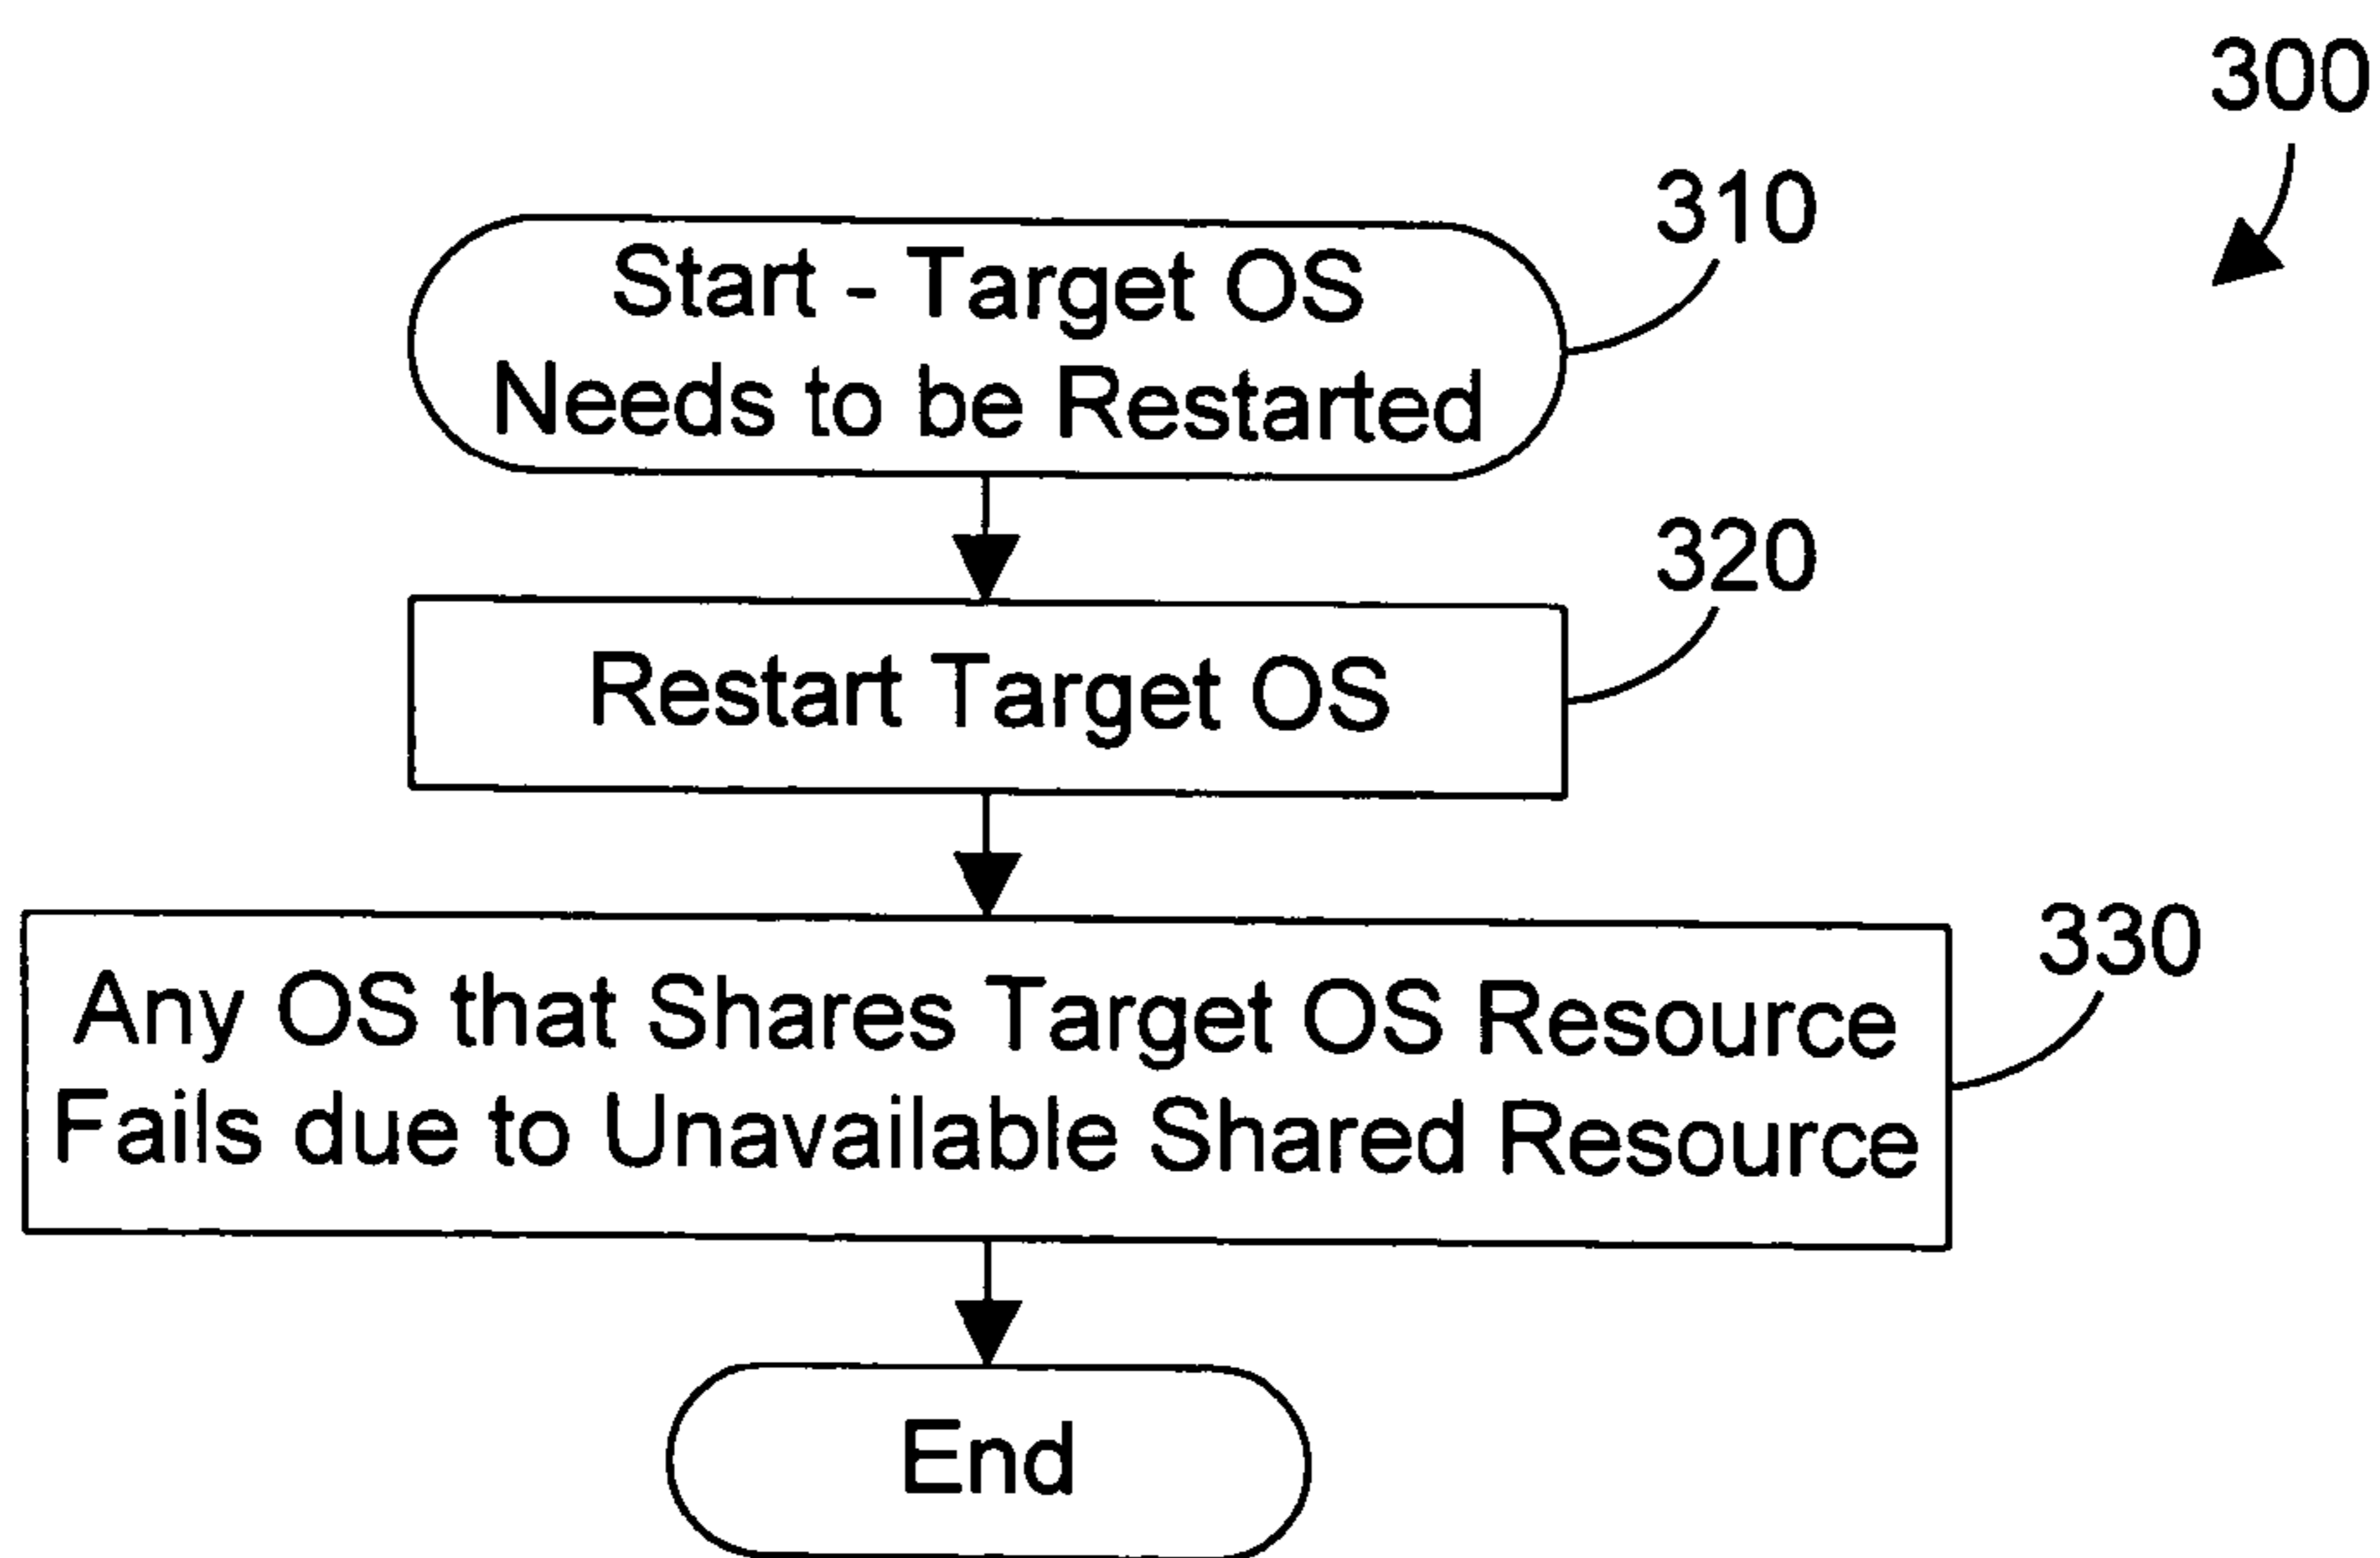 300
310
Start - Target OS
Needs to be Restarted
320
Restart Target OS
330
Any OS that Shares Target OS Resource
Fails due to Unavailable Shared Resource
End